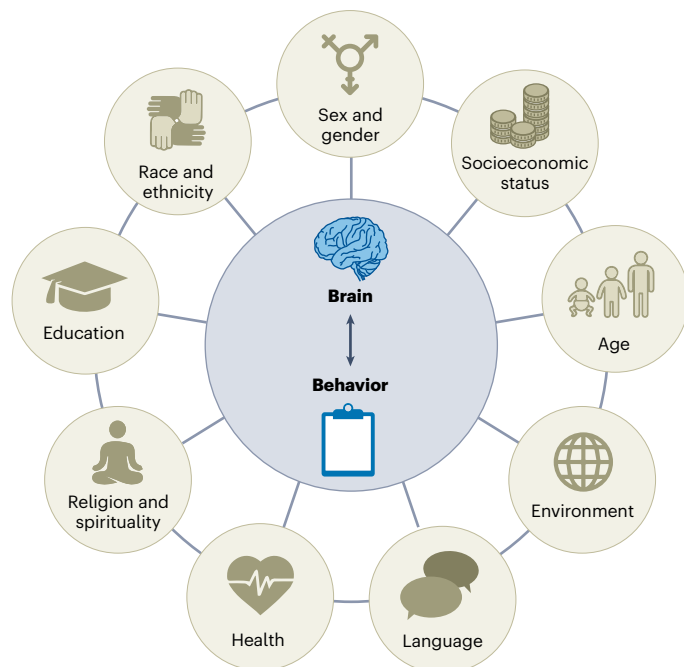 Sex and
gender
Socioeconomic
status
Race and
ethnicity
Age
Education
Brain
Behavior
Environment
Religion and
spirituality
Language
Health